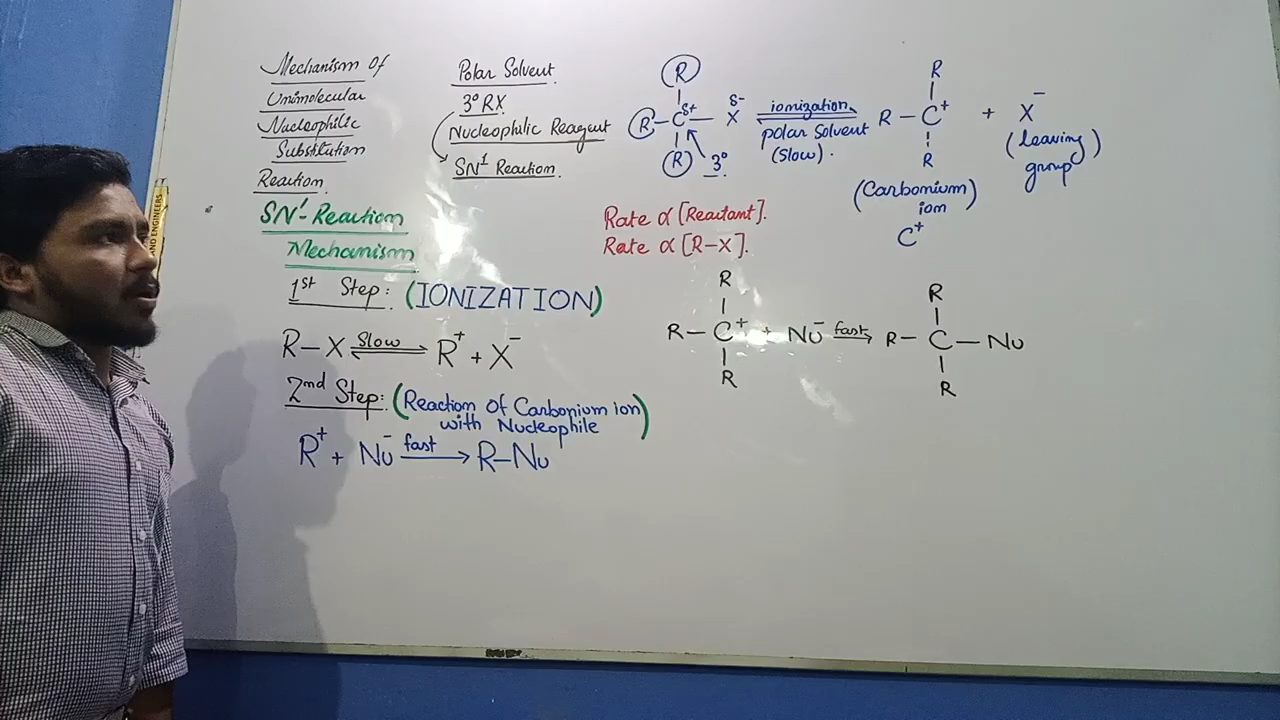 Mechanism Of
Unimolecular
Nucleophilic
Substitution
Reaction.
SN¹-Reaction
Mechanism
1st Step: (IONIZATION)
R-X Slow R⁺ + X⁻
2nd Step: (Reaction Of Carbonium ion)
with Nucleophile
R⁺ + Nu⁻ fast R-Nu
Polar Solvent.
3° RX
Nucleophilic Reagent
SN¹ Reaction.
R
R - C δ+ - X δ-
R
3°
ionization
polar Solvent
(Slow).
R
R - C⁺ + X⁻
R
(leaving
group)
(Carbonium)
ion
C⁺
Rate ∝ [Reactant].
Rate ∝ [R-X].
R
R - C⁺ + Nu⁻ fast
R
R
R - C - Nu
R
AND ENGINEERS